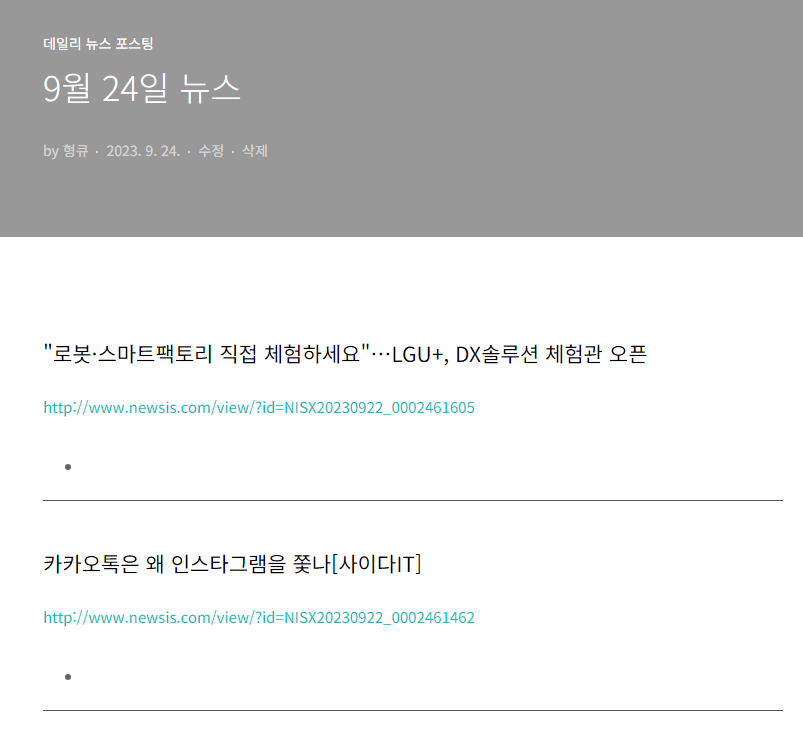 데일리 뉴스 포스팅
9월 24일 뉴스
by 형큐 · 2023. 9. 24. · 수정 · 삭제
"로봇·스마트팩토리 직접 체험하세요"…LGU+, DX솔루션 체험관 오픈
http://www.newsis.com/view/?id=NISX20230922_0002461605
카카오톡은 왜 인스타그램을 쫓나[사이다IT]
http://www.newsis.com/view/?id=NISX20230922_0002461462